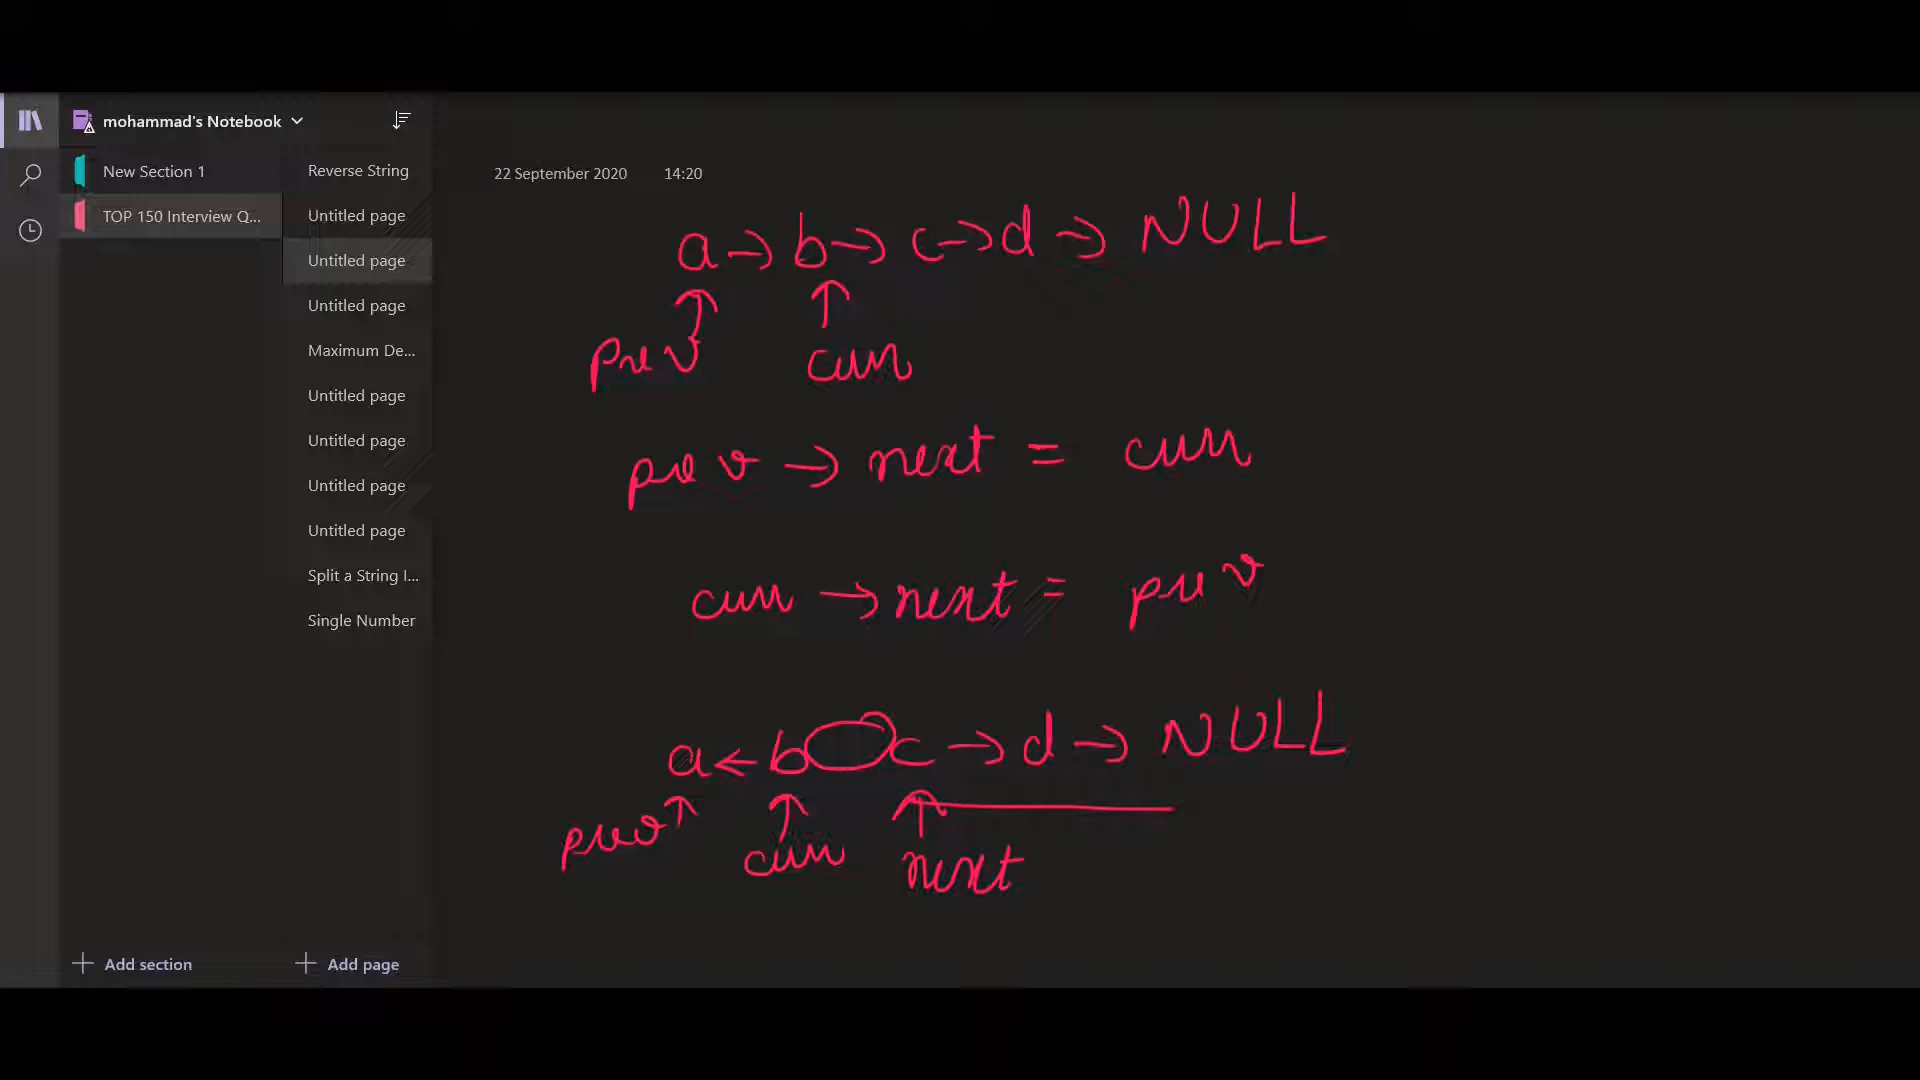 mohammad's Notebook
New Section 1
TOP 150 Interview Q...
Reverse String
Untitled page
Untitled page
Untitled page
Maximum De...
Untitled page
Untitled page
Untitled page
Untitled page
Split a String I...
Single Number
Add section
Add page
22 September 2020 14:20
a → b → c → d → NULL
prev curr
prev → next = curr
curr → next = prev
a ← b c → d → NULL
prev curr next